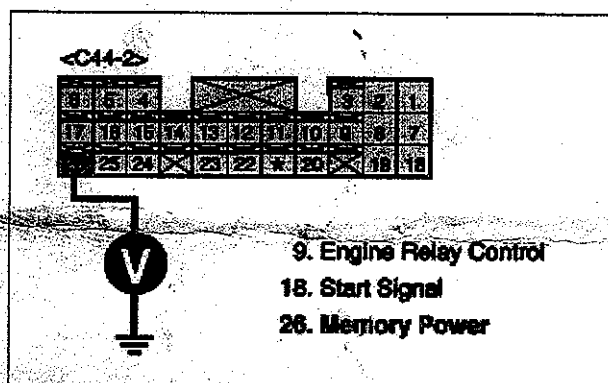 <C44-2>
6 5 4 3 2 1
17 16 15 14 13 12 11 10 9 8 7
25 24 23 22 * 20 19 18
V
9. Engine Relay Control
18. Start Signal
26. Memory Power